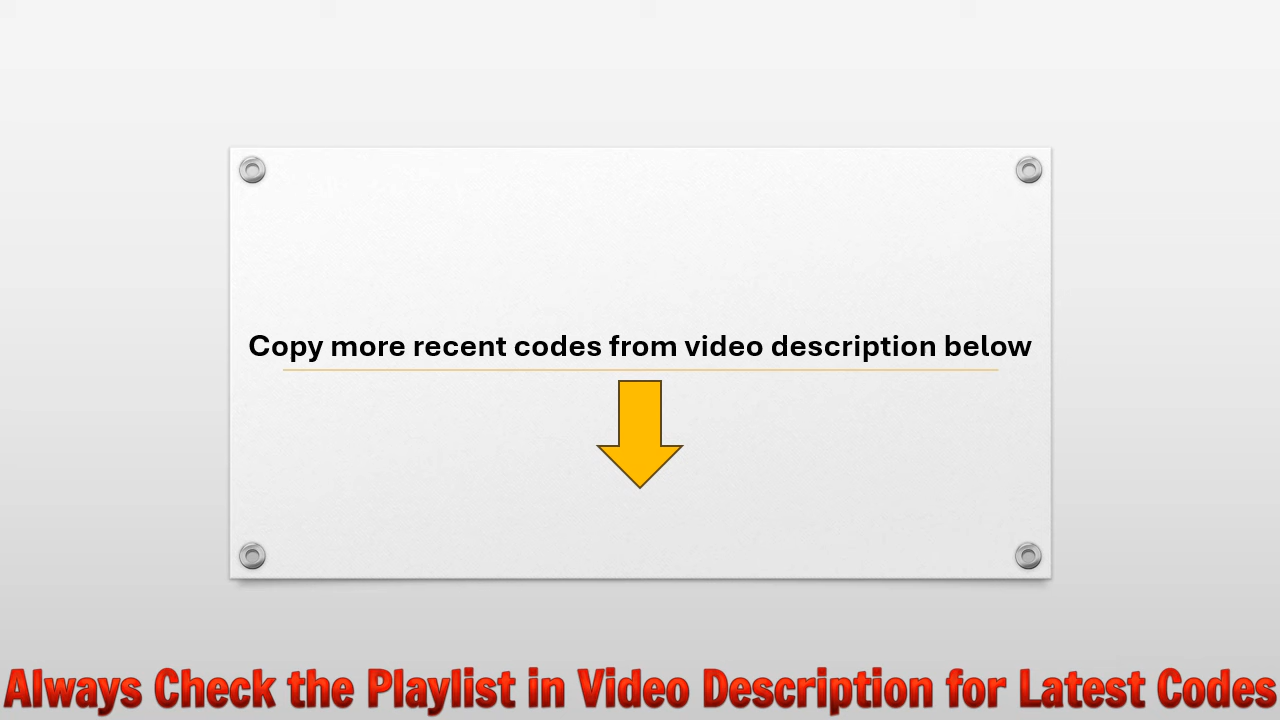 Copy more recent codes from video description below
Always Check the Playlist in Video Description for Latest Codes